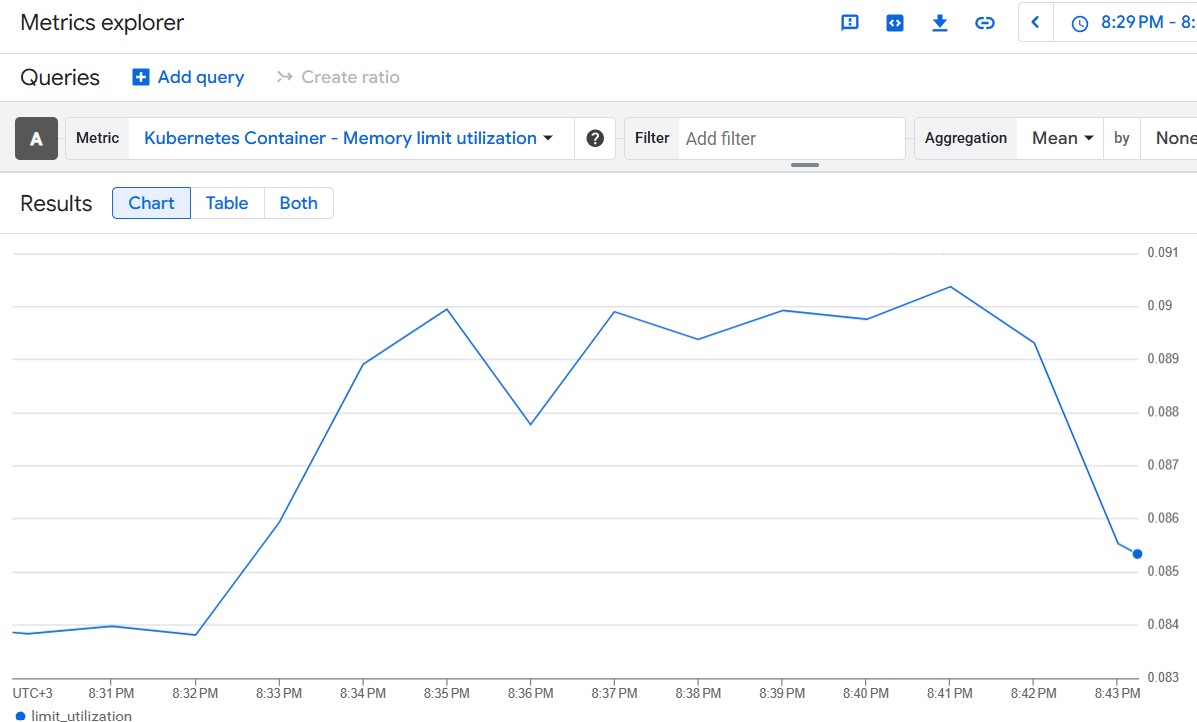 Metrics explorer
8:29 PM - 8:
Queries Add query Create ratio
A Metric Kubernetes Container - Memory limit utilization ? Filter Add filter Aggregation Mean by None
Results Chart Table Both
0.091
0.09
0.089
0.088
0.087
0.086
0.085
0.084
0.083
UTC+3 8:31 PM 8:32 PM 8:33 PM 8:34 PM 8:35 PM 8:36 PM 8:37 PM 8:38 PM 8:39 PM 8:40 PM 8:41 PM 8:42 PM 8:43 PM
limit_utilization